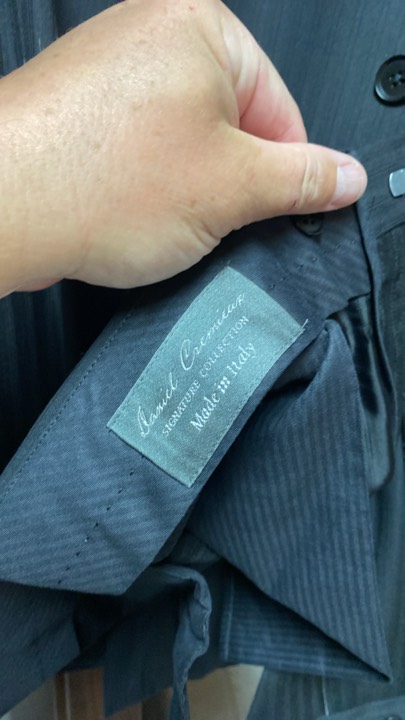 Daniel Cremieux
SIGNATURE COLLECTION
Made in Italy